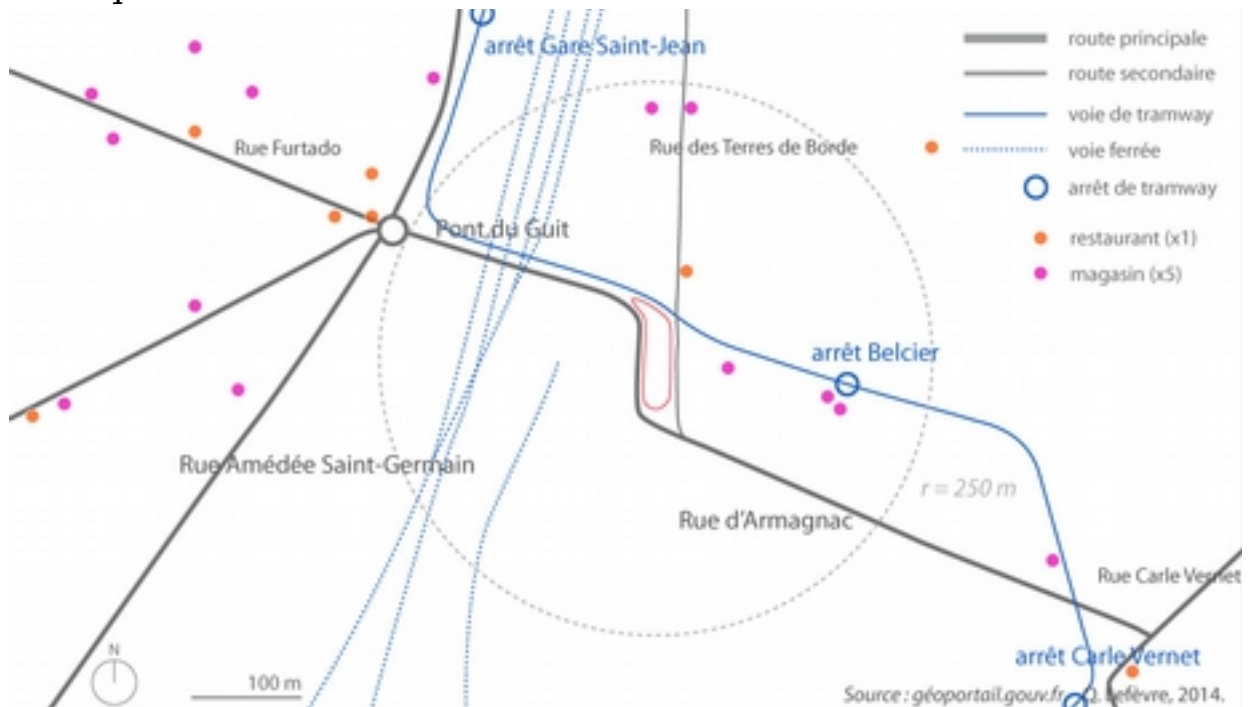 arrêt Gare Saint-Jean
route principale
route secondaire
voie de tramway
voie ferrée
arrêt de tramway
restaurant (x1)
magasin (x5)
Rue Furtado
Rue des Terres de Borde
Pont du Guit
arrêt Belcier
Rue Amédée Saint-Germain
r = 250 m
Rue d'Armagnac
Rue Carle Vernet
arrêt Carle Vernet
N
100 m
Source : géoportail.gouv.fr, Q. Lefèvre, 2014.